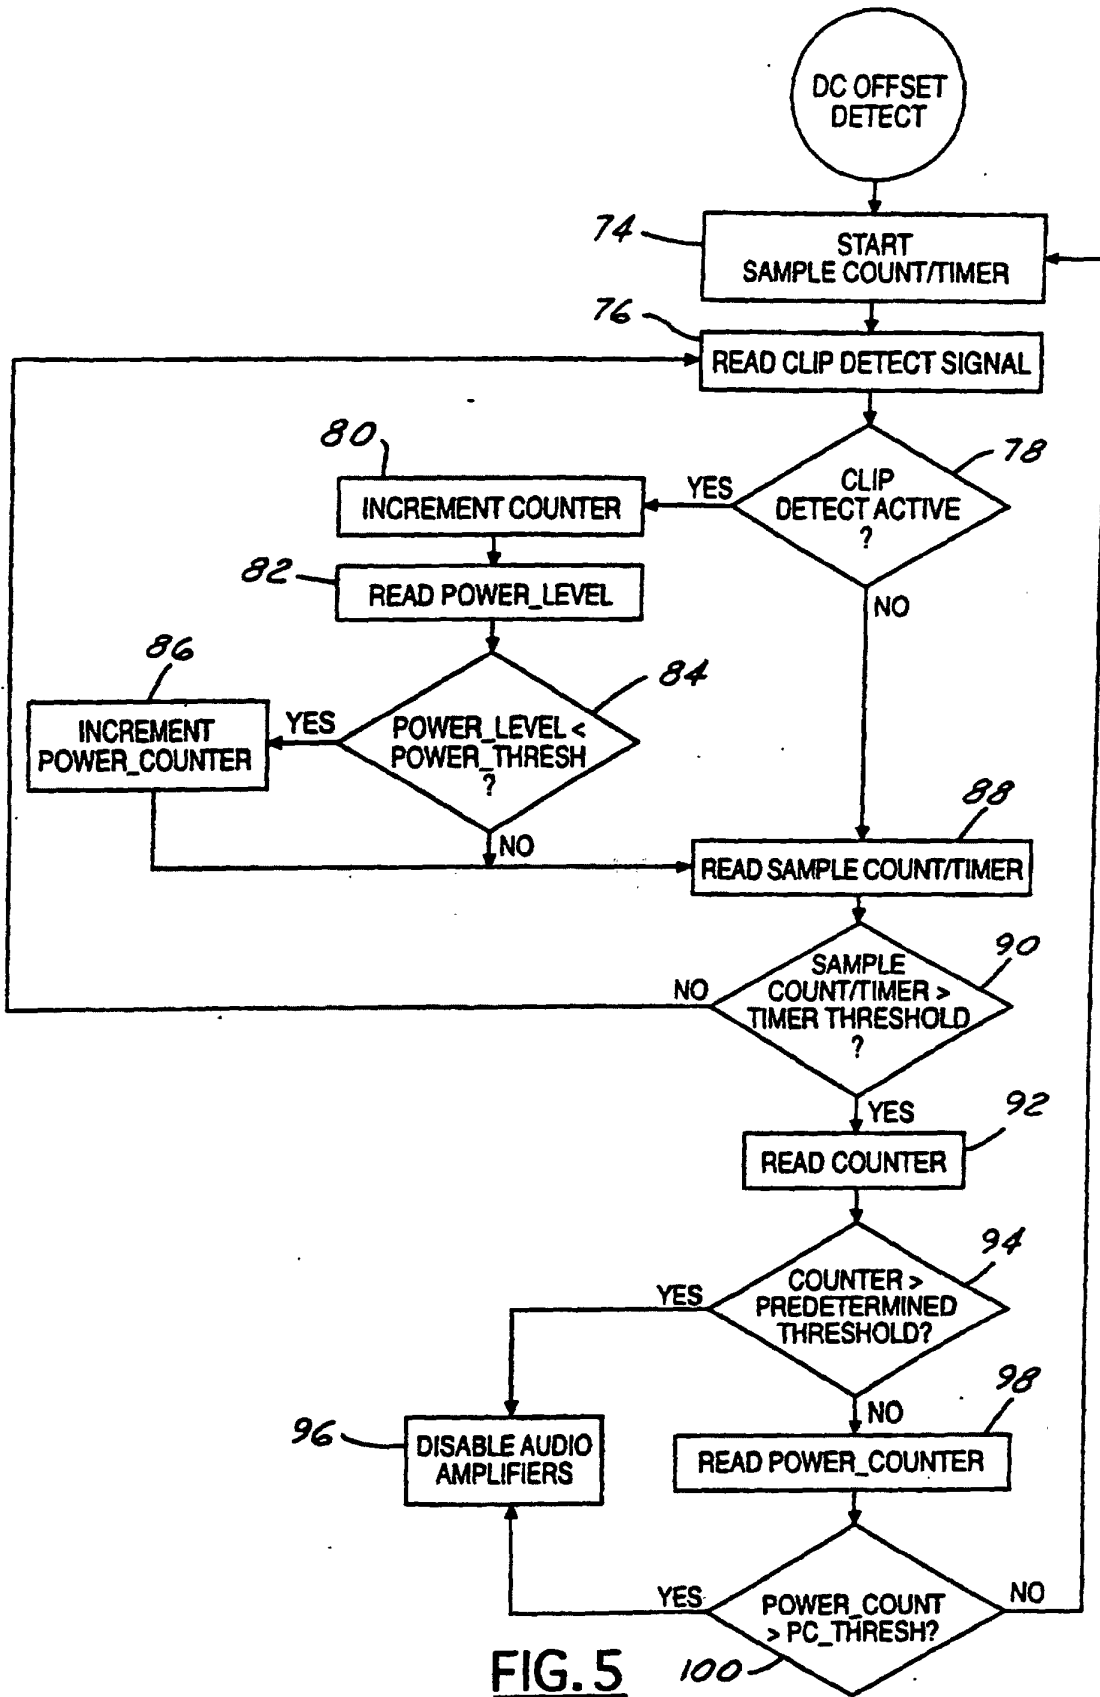 DC OFFSET
DETECT
74
START
SAMPLE COUNT/TIMER
76
READ CLIP DETECT SIGNAL
78
CLIP
DETECT ACTIVE
?
YES
NO
80
INCREMENT COUNTER
82
READ POWER_LEVEL
84
POWER_LEVEL <
POWER_THRESH
?
YES
NO
86
INCREMENT
POWER_COUNTER
88
READ SAMPLE COUNT/TIMER
90
SAMPLE
COUNT/TIMER >
TIMER THRESHOLD
?
NO
YES
92
READ COUNTER
94
COUNTER >
PREDETERMINED
THRESHOLD?
YES
NO
96
DISABLE AUDIO
AMPLIFIERS
98
READ POWER_COUNTER
100
POWER_COUNT
> PC_THRESH?
YES
NO
FIG. 5